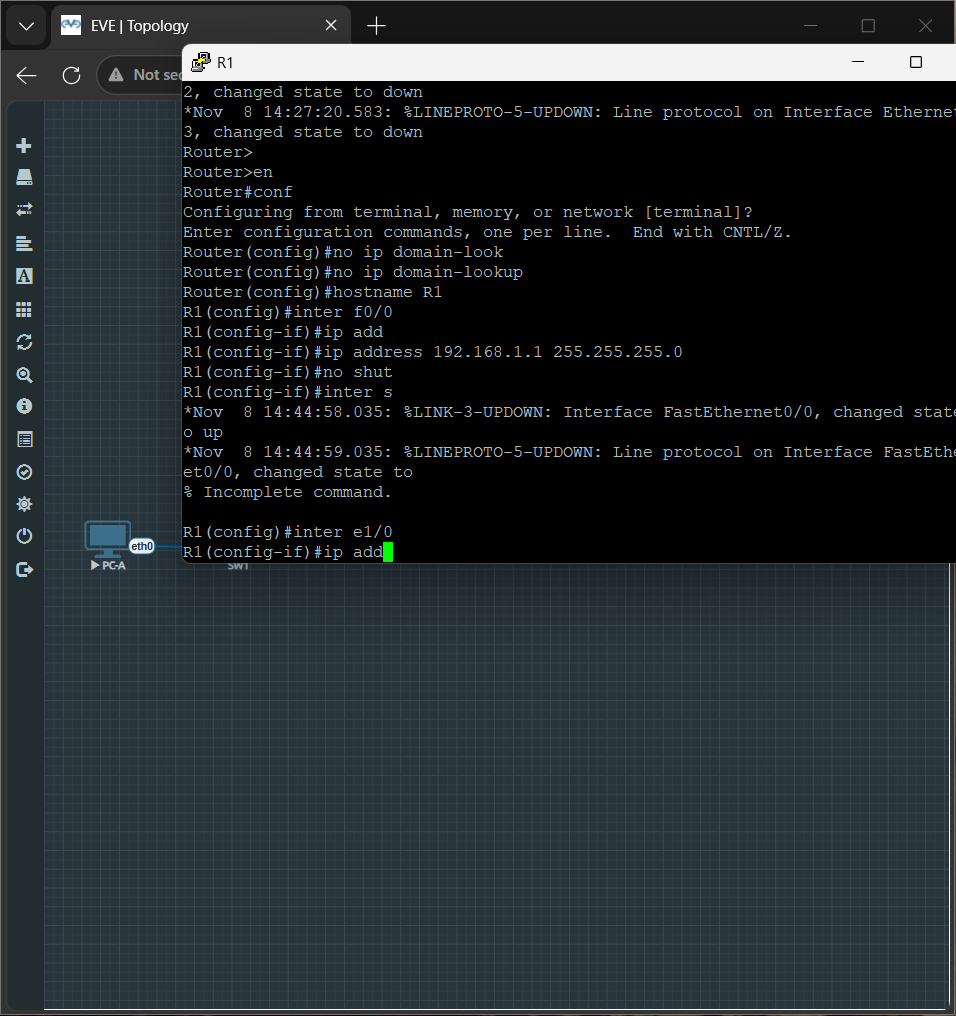 EVE | Topology
R1
Not sec
2, changed state to down
*Nov  8 14:27:20.583: %LINEPROTO-5-UPDOWN: Line protocol on Interface Ethernet
3, changed state to down
Router>
Router>en
Router#conf
Configuring from terminal, memory, or network [terminal]?
Enter configuration commands, one per line.  End with CNTL/Z.
Router(config)#no ip domain-look
Router(config)#no ip domain-lookup
Router(config)#hostname R1
R1(config)#inter f0/0
R1(config-if)#ip add
R1(config-if)#ip address 192.168.1.1 255.255.255.0
R1(config-if)#no shut
R1(config-if)#inter s
*Nov  8 14:44:58.035: %LINK-3-UPDOWN: Interface FastEthernet0/0, changed state
o up
*Nov  8 14:44:59.035: %LINEPROTO-5-UPDOWN: Line protocol on Interface FastEthe
et0/0, changed state to
% Incomplete command.
R1(config)#inter e1/0
R1(config-if)#ip add
eth0
PC-A
SW1